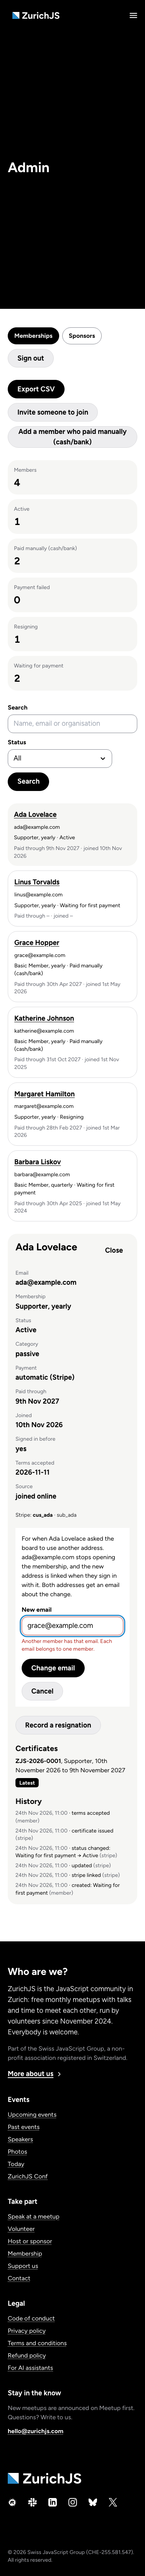 ZurichJS
Admin
Memberships
Sponsors
Sign out
Export CSV
Invite someone to join
Add a member who paid manually
(cash/bank)
Members
4
Active
1
Paid manually (cash/bank)
2
Payment failed
0
Resigning
1
Waiting for payment
2
Search
Name, email or organisation
Status
All
Search
Ada Lovelace
ada@example.com
Supporter, yearly · Active
Paid through 9th Nov 2027 · joined 10th Nov
2026
Linus Torvalds
linus@example.com
Supporter, yearly · Waiting for first payment
Paid through – · joined –
Grace Hopper
grace@example.com
Basic Member, yearly · Paid manually
(cash/bank)
Paid through 30th Apr 2027 · joined 1st May
2026
Katherine Johnson
katherine@example.com
Basic Member, yearly · Paid manually
(cash/bank)
Paid through 31st Oct 2027 · joined 1st Nov
2025
Margaret Hamilton
margaret@example.com
Supporter, yearly · Resigning
Paid through 28th Feb 2027 · joined 1st Mar
2026
Barbara Liskov
barbara@example.com
Basic Member, quarterly · Waiting for first
payment
Paid through 30th Apr 2025 · joined 1st May
2024
Ada Lovelace
Close
Email
ada@example.com
Membership
Supporter, yearly
Status
Active
Category
passive
Payment
automatic (Stripe)
Paid through
9th Nov 2027
Joined
10th Nov 2026
Signed in before
yes
Terms accepted
2026-11-11
Source
joined online
Stripe: cus_ada · sub_ada
For when Ada Lovelace asked the
board to use another address.
ada@example.com stops opening
the membership, and the new
address is linked when they sign in
with it. Both addresses get an email
about the change.
New email
grace@example.com
Another member has that email. Each
email belongs to one member.
Change email
Cancel
Record a resignation
Certificates
ZJS-2026-0001, Supporter, 10th
November 2026 to 9th November 2027
Latest
History
24th Nov 2026, 11:00 · terms accepted
(member)
24th Nov 2026, 11:00 · certificate issued
(stripe)
24th Nov 2026, 11:00 · status changed:
Waiting for first payment → Active (stripe)
24th Nov 2026, 11:00 · updated (stripe)
24th Nov 2026, 11:00 · stripe linked (stripe)
24th Nov 2026, 11:00 · created: Waiting for
first payment (member)
Who are we?
ZurichJS is the JavaScript community in
Zurich: free monthly meetups with talks
and time to meet each other, run by
volunteers since November 2024.
Everybody is welcome.
Part of the Swiss JavaScript Group, a non-
profit association registered in Switzerland.
More about us
Events
Upcoming events
Past events
Speakers
Photos
Today
ZurichJS Conf
Take part
Speak at a meetup
Volunteer
Host or sponsor
Membership
Support us
Contact
Legal
Code of conduct
Privacy policy
Terms and conditions
Refund policy
For AI assistants
Stay in the know
New meetups are announced on Meetup first.
Questions? Write to us.
hello@zurichjs.com
ZurichJS
© 2026 Swiss JavaScript Group (CHE-255.581.547).
All rights reserved.